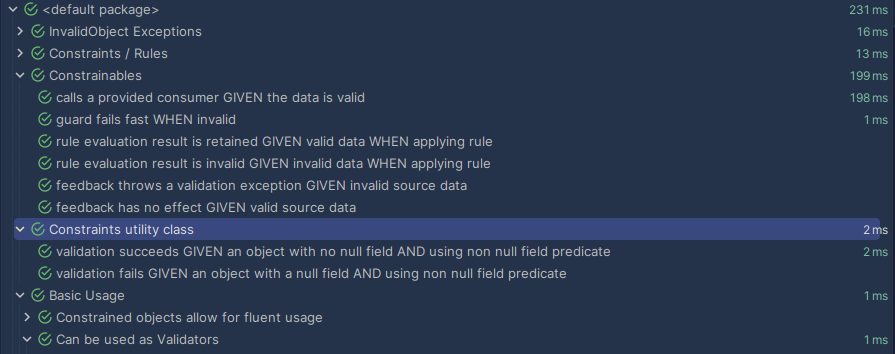 <default package> 231 ms
InvalidObject Exceptions 16 ms
Constraints / Rules 13 ms
Constrainables 199 ms
calls a provided consumer GIVEN the data is valid 198 ms
guard fails fast WHEN invalid 1 ms
rule evaluation result is retained GIVEN valid data WHEN applying rule
rule evaluation result is invalid GIVEN invalid data WHEN applying rule
feedback throws a validation exception GIVEN invalid source data
feedback has no effect GIVEN valid source data
Constraints utility class 2 ms
validation succeeds GIVEN an object with no null field AND using non null field predicate 2 ms
validation fails GIVEN an object with a null field AND using non null field predicate
Basic Usage 1 ms
Constrained objects allow for fluent usage
Can be used as Validators 1 ms